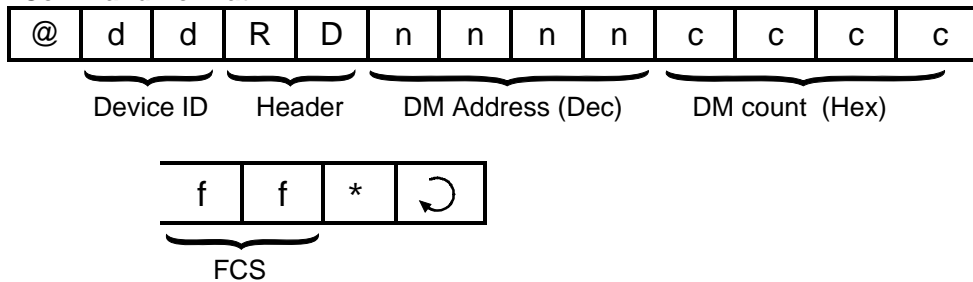 @ d d R D n n n n c c c c
Device ID Header DM Address (Dec) DM count (Hex)
f f *
FCS